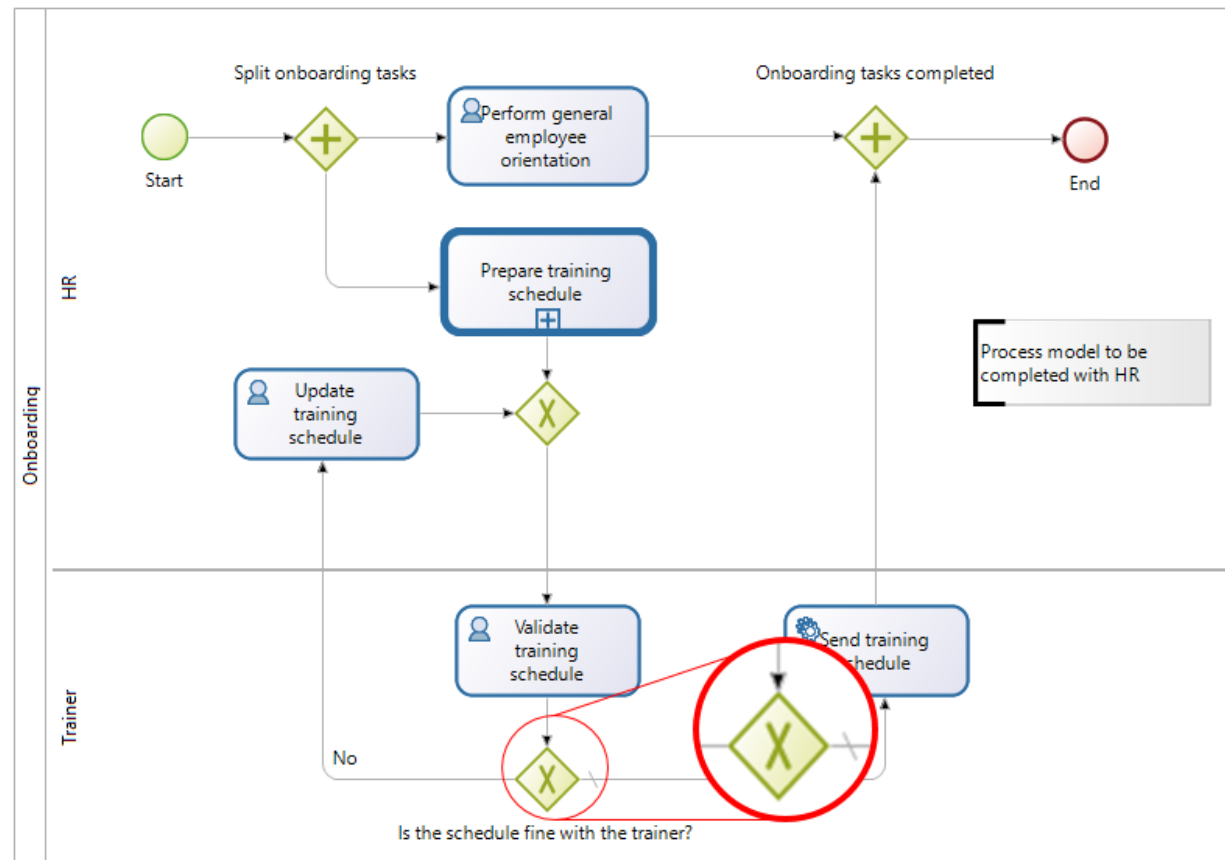 Split onboarding tasks
Onboarding tasks completed
Perform general
employee
orientation
Start
End
Prepare training
schedule
HR
Process model to be
completed with HR
Update
training
schedule
Onboarding
Validate
training
schedule
Send training
chedule
Trainer
No
Is the schedule fine with the trainer?